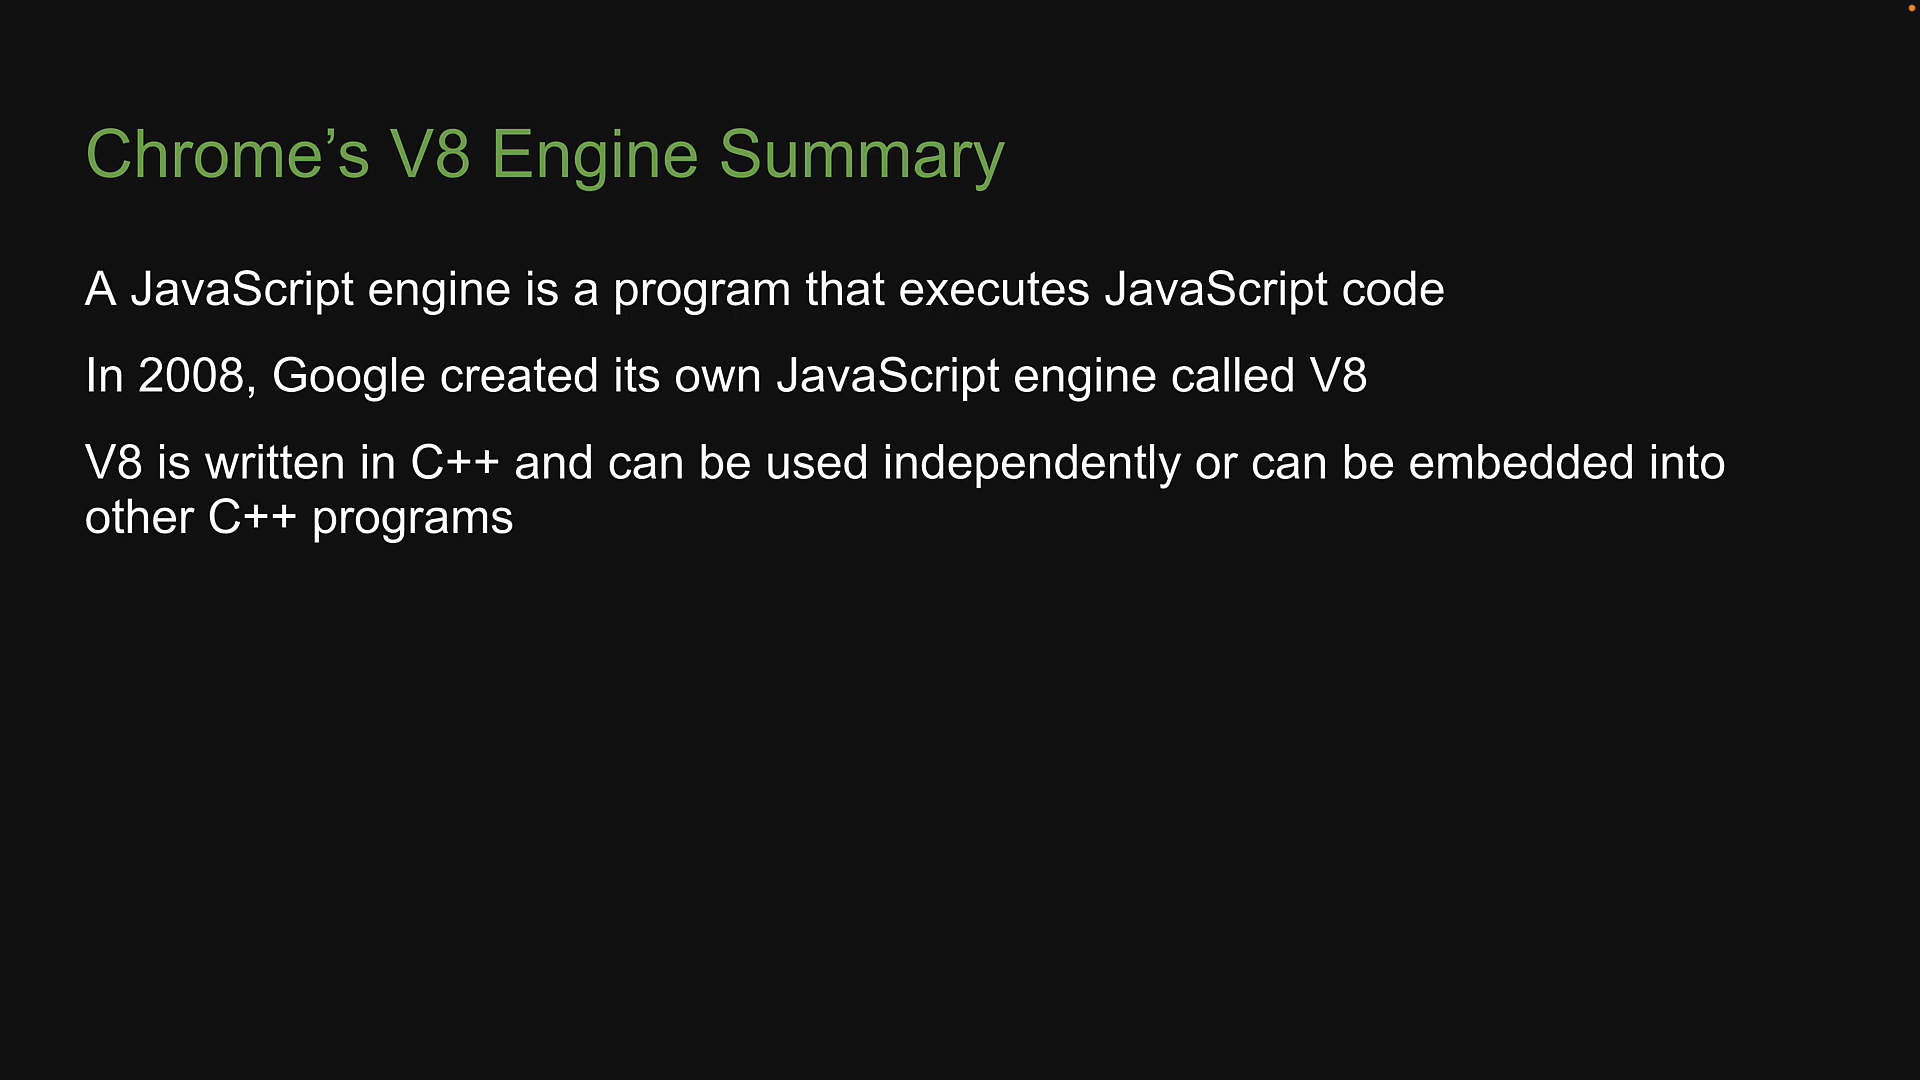 Chrome’s V8 Engine Summary
A JavaScript engine is a program that executes JavaScript code
In 2008, Google created its own JavaScript engine called V8
V8 is written in C++ and can be used independently or can be embedded into
other C++ programs